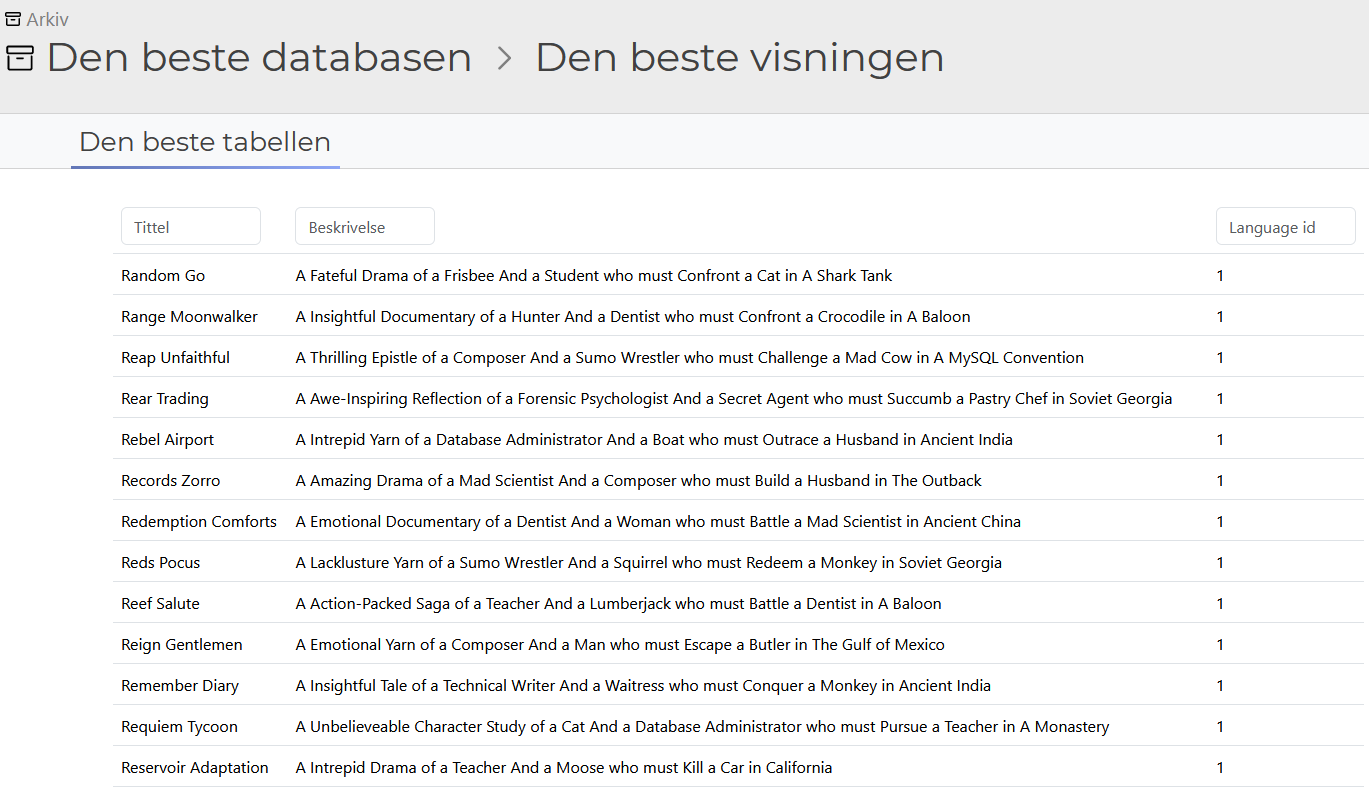 Arkiv
Den beste databasen > Den beste visningen
Den beste tabellen
Tittel Beskrivelse Language id
Random Go A Fateful Drama of a Frisbee And a Student who must Confront a Cat in A Shark Tank 1
Range Moonwalker A Insightful Documentary of a Hunter And a Dentist who must Confront a Crocodile in A Baloon 1
Reap Unfaithful A Thrilling Epistle of a Composer And a Sumo Wrestler who must Challenge a Mad Cow in A MySQL Convention 1
Rear Trading A Awe-Inspiring Reflection of a Forensic Psychologist And a Secret Agent who must Succumb a Pastry Chef in Soviet Georgia 1
Rebel Airport A Intrepid Yarn of a Database Administrator And a Boat who must Outrace a Husband in Ancient India 1
Records Zorro A Amazing Drama of a Mad Scientist And a Composer who must Build a Husband in The Outback 1
Redemption Comforts A Emotional Documentary of a Dentist And a Woman who must Battle a Mad Scientist in Ancient China 1
Reds Pocus A Lacklusture Yarn of a Sumo Wrestler And a Squirrel who must Redeem a Monkey in Soviet Georgia 1
Reef Salute A Action-Packed Saga of a Teacher And a Lumberjack who must Battle a Dentist in A Baloon 1
Reign Gentlemen A Emotional Yarn of a Composer And a Man who must Escape a Butler in The Gulf of Mexico 1
Remember Diary A Insightful Tale of a Technical Writer And a Waitress who must Conquer a Monkey in Ancient India 1
Requiem Tycoon A Unbelieveable Character Study of a Cat And a Database Administrator who must Pursue a Teacher in A Monastery 1
Reservoir Adaptation A Intrepid Drama of a Teacher And a Moose who must Kill a Car in California 1